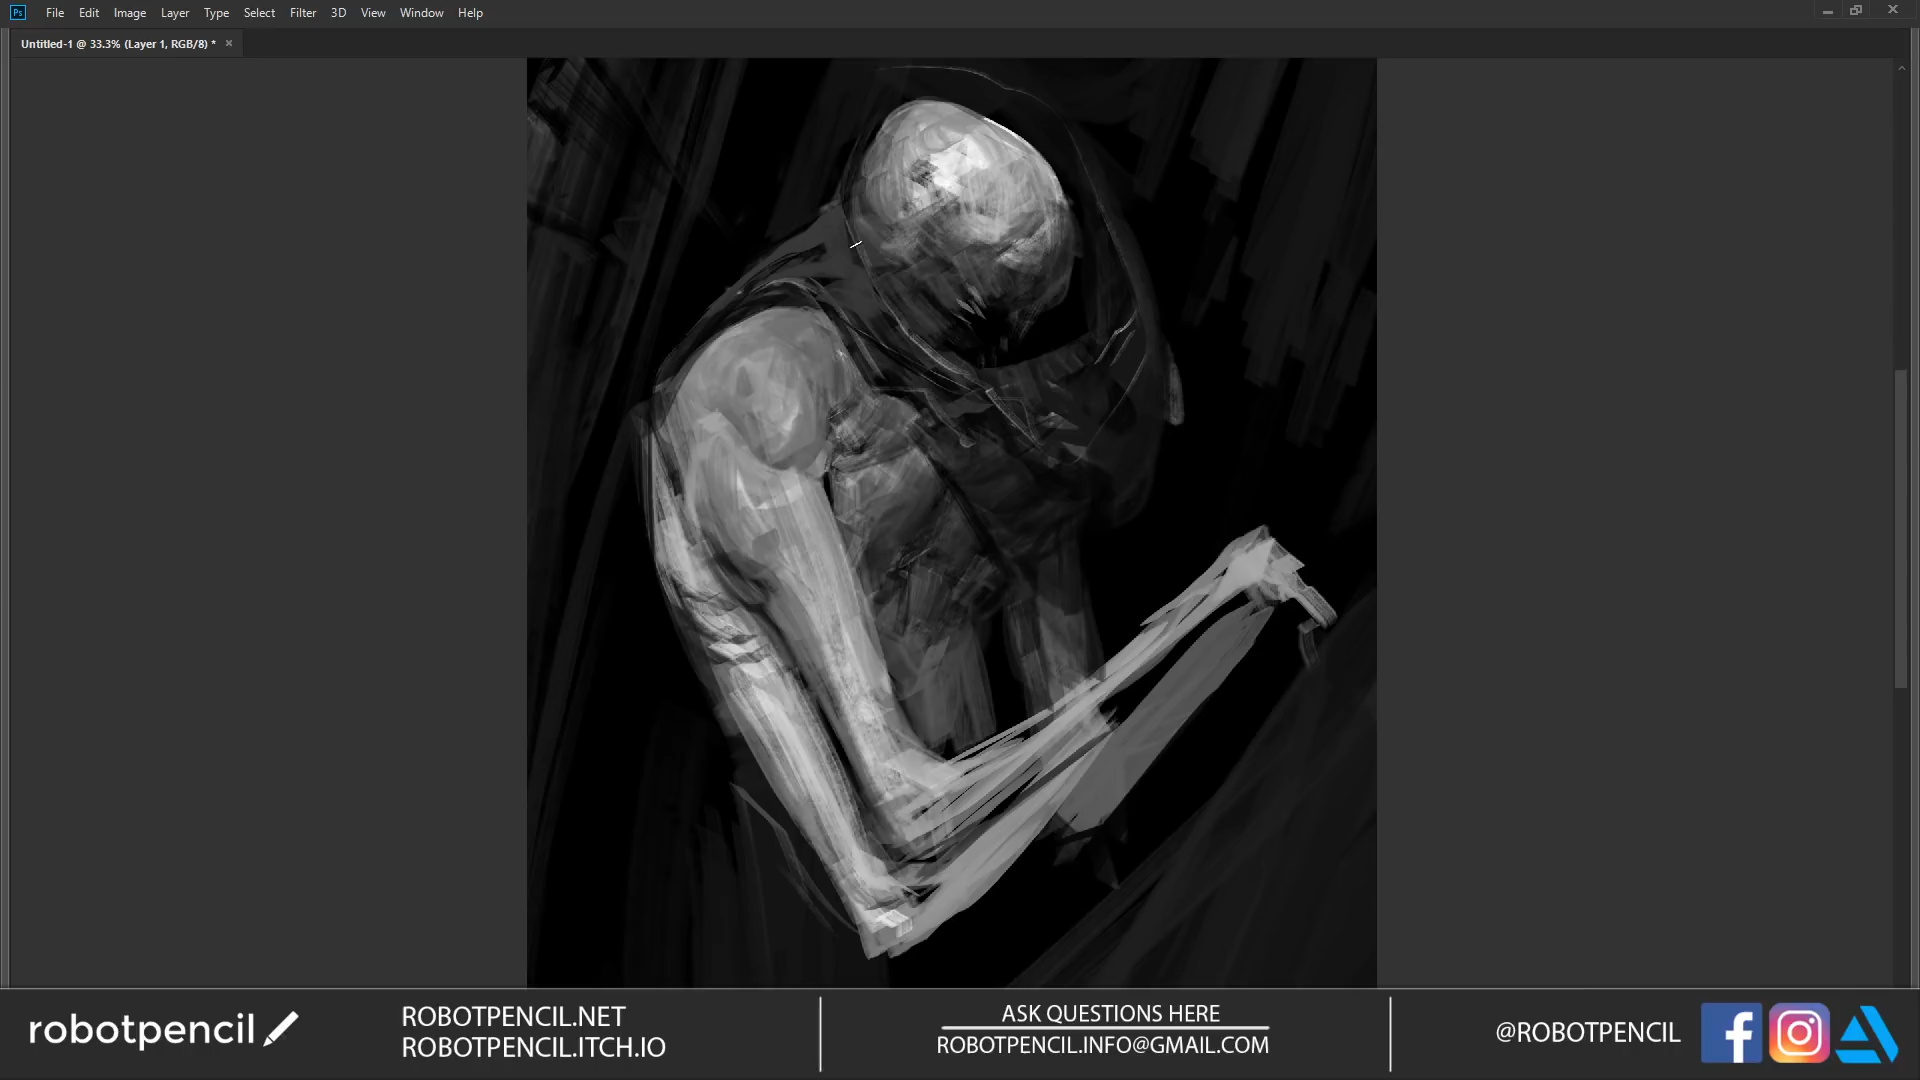 Ps File Edit Image Layer Type Select Filter 3D View Window Help
Untitled-1 @ 33.3% (Layer 1, RGB/8) *
robotpencil
ROBOTPENCIL.NET
ROBOTPENCIL.ITCH.IO
ASK QUESTIONS HERE
ROBOTPENCIL.INFO@GMAIL.COM
@ROBOTPENCIL